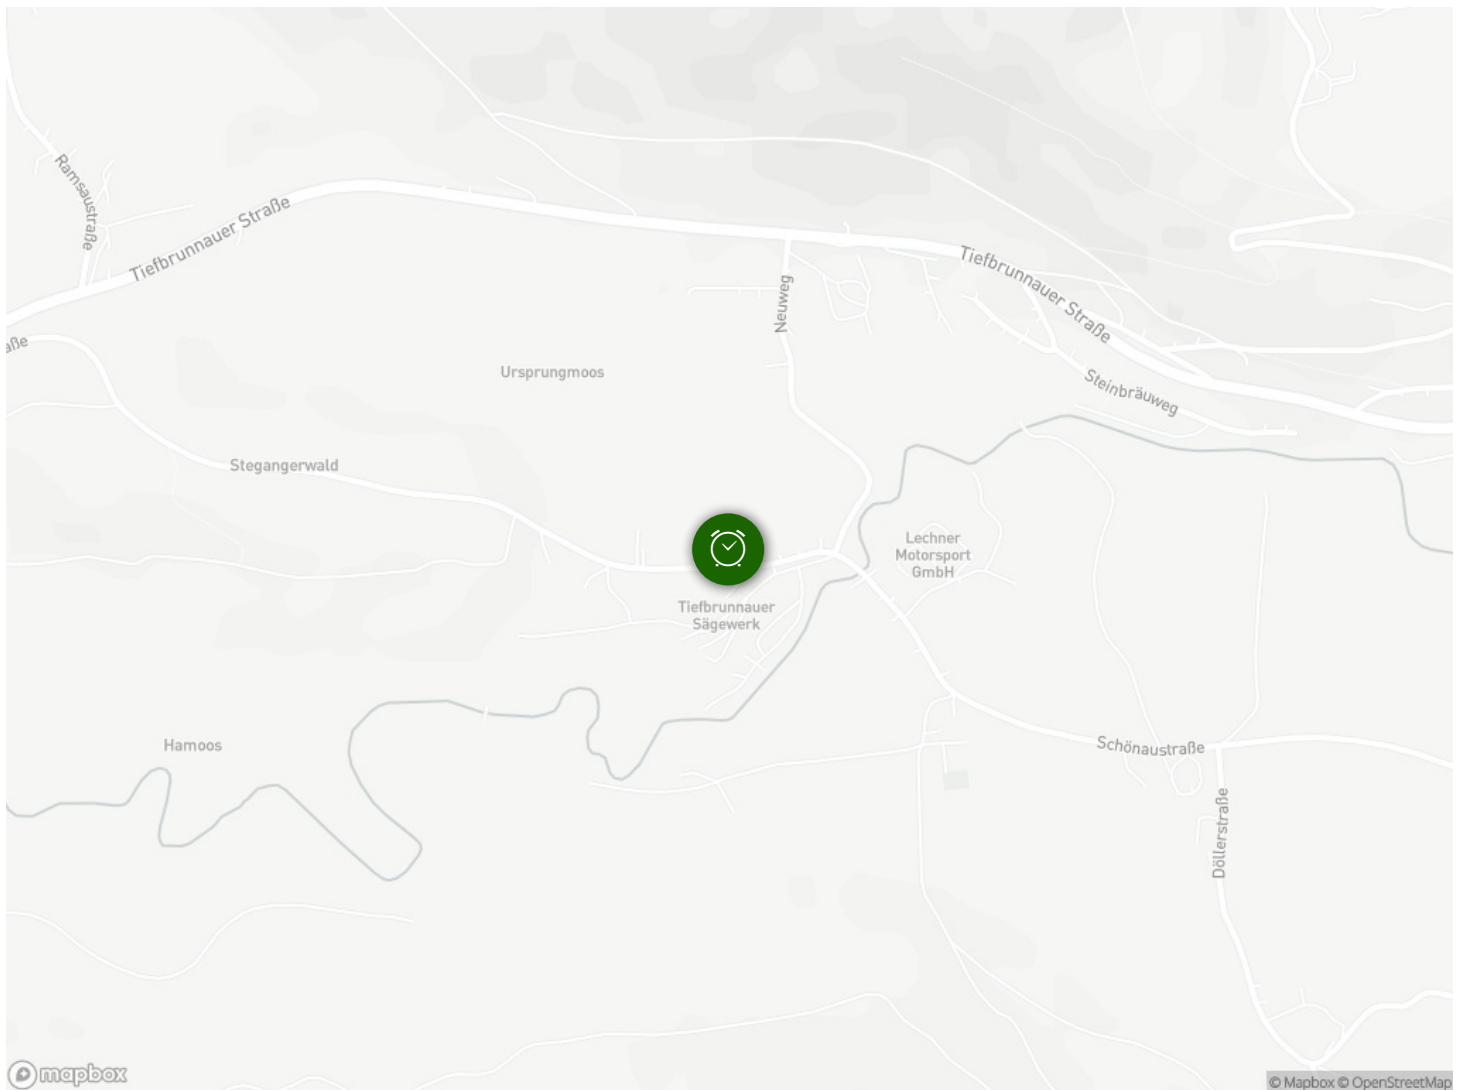 Ramsaustraße
Tiefbrunnauer Straße
Tiefbrunnauer Straße
Neuweg
aße
Ursprungmoos
Steinbräuweg
Stegangerwald
Lechner
Motorsport
GmbH
Tiefbrunnauer
Sägewerk
Hamoos
Schönaustraße
Döllerstraße
mapbox
© Mapbox © OpenStreetMap